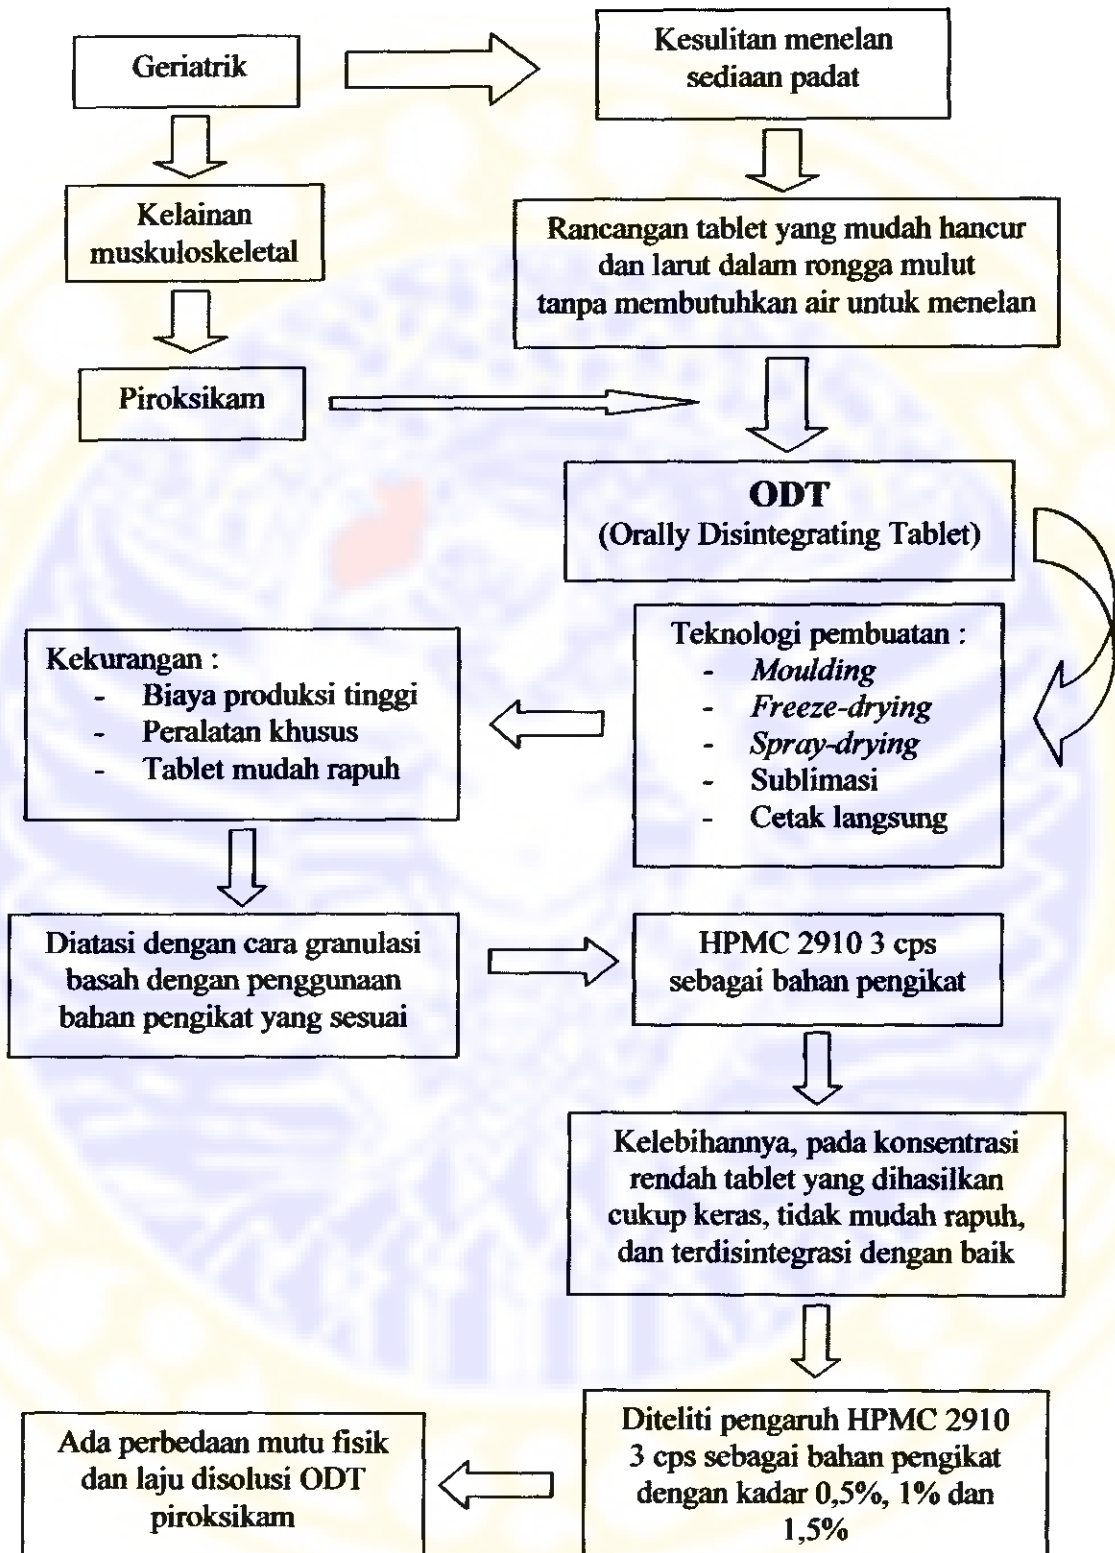 Geriatrik
Kesulitan menelan
sediaan padat
Kelainan
muskuloskeletal
Rancangan tablet yang mudah hancur
dan larut dalam rongga mulut
tanpa membutuhkan air untuk menelan
Piroksikam
ODT
(Orally Disintegrating Tablet)
Teknologi pembuatan :
- Moulding
- Freeze-drying
- Spray-drying
- Sublimasi
- Cetak langsung
Kekurangan :
- Biaya produksi tinggi
- Peralatan khusus
- Tablet mudah rapuh
Diatasi dengan cara granulasi
basah dengan penggunaan
bahan pengikat yang sesuai
HPMC 2910 3 cps
sebagai bahan pengikat
Kelebihannya, pada konsentrasi
rendah tablet yang dihasilkan
cukup keras, tidak mudah rapuh,
dan terdisintegrasi dengan baik
Diteliti pengaruh HPMC 2910
3 cps sebagai bahan pengikat
dengan kadar 0,5%, 1% dan
1,5%
Ada perbedaan mutu fisik
dan laju disolusi ODT
piroksikam